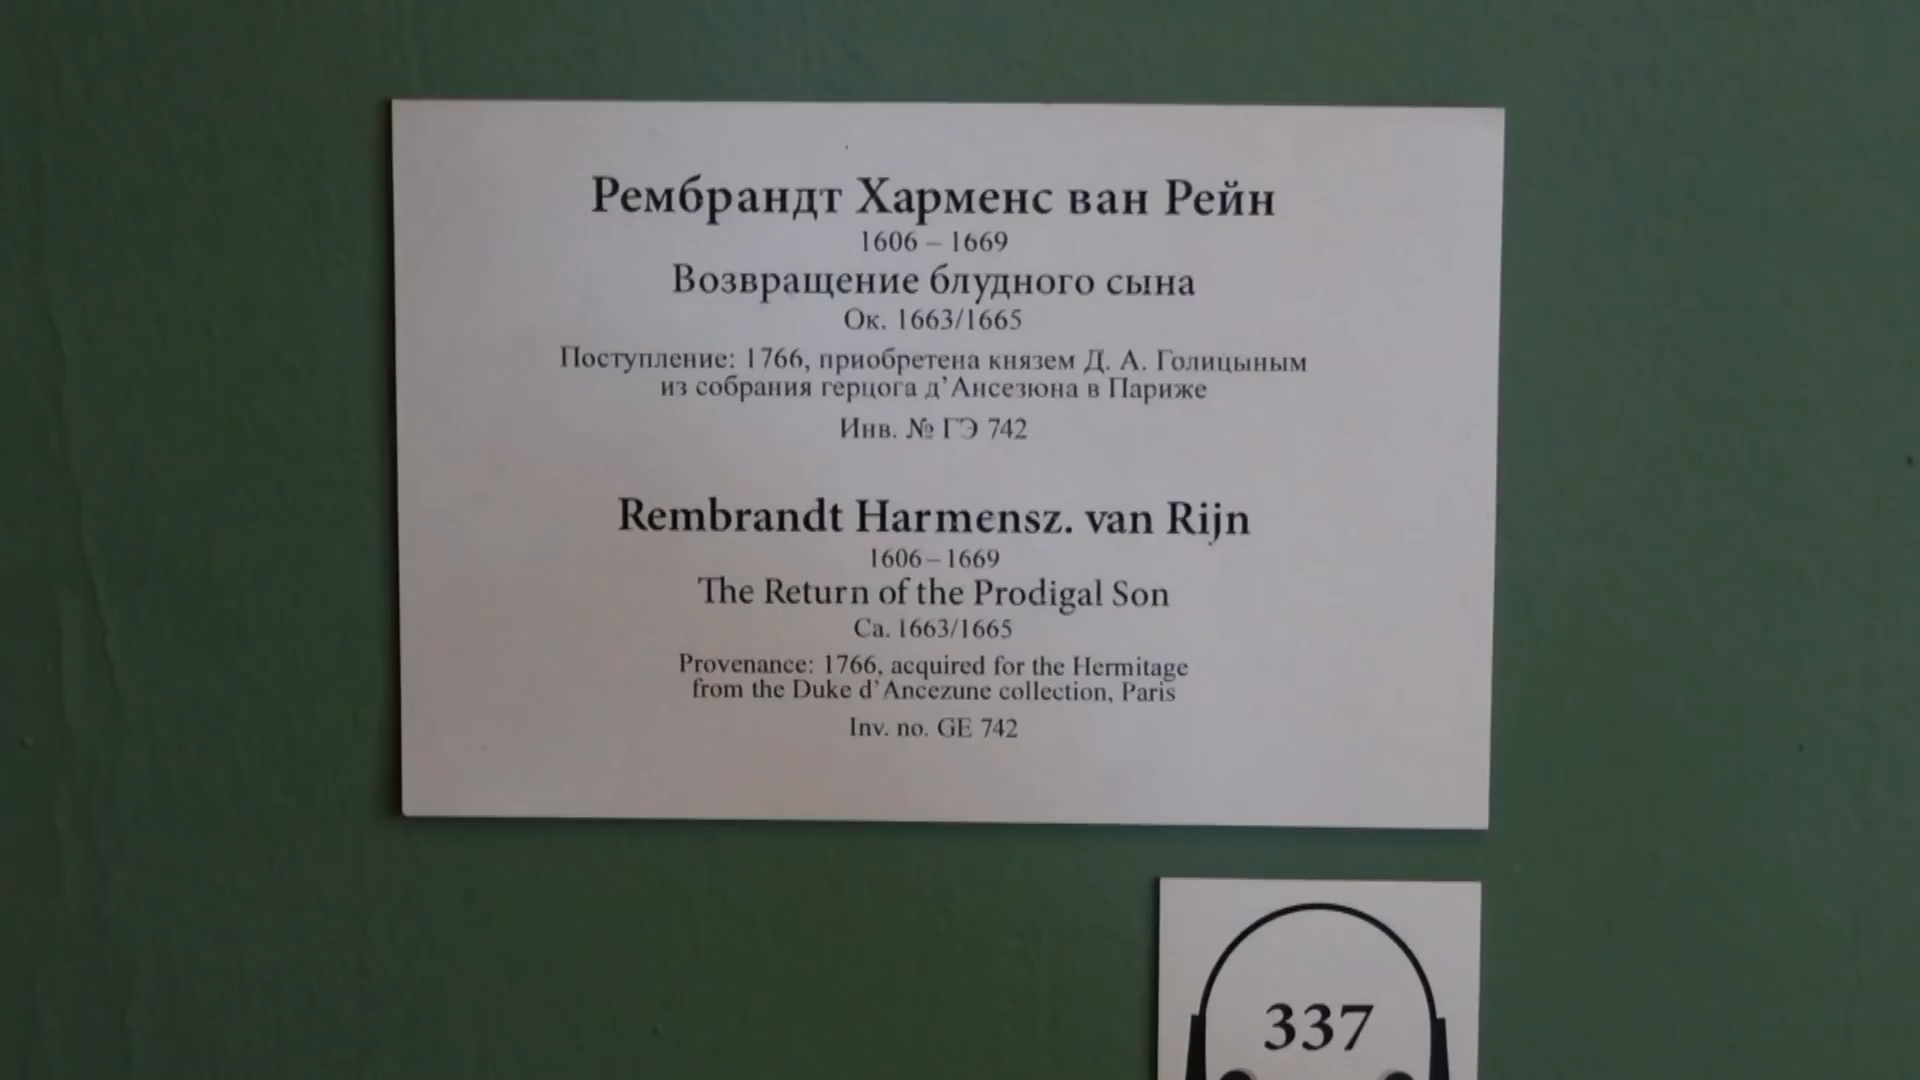 Рембрандт Харменс ван Рейн
1606 – 1669
Возвращение блудного сына
Ок. 1663/1665
Поступление: 1766, приобретена князем Д. А. Голицыным
из собрания герцога д’Ансезюна в Париже
Инв. № ГЭ 742
Rembrandt Harmensz. van Rijn
1606 – 1669
The Return of the Prodigal Son
Ca. 1663/1665
Provenance: 1766, acquired for the Hermitage
from the Duke d’Ancezune collection, Paris
Inv. no. GE 742
337